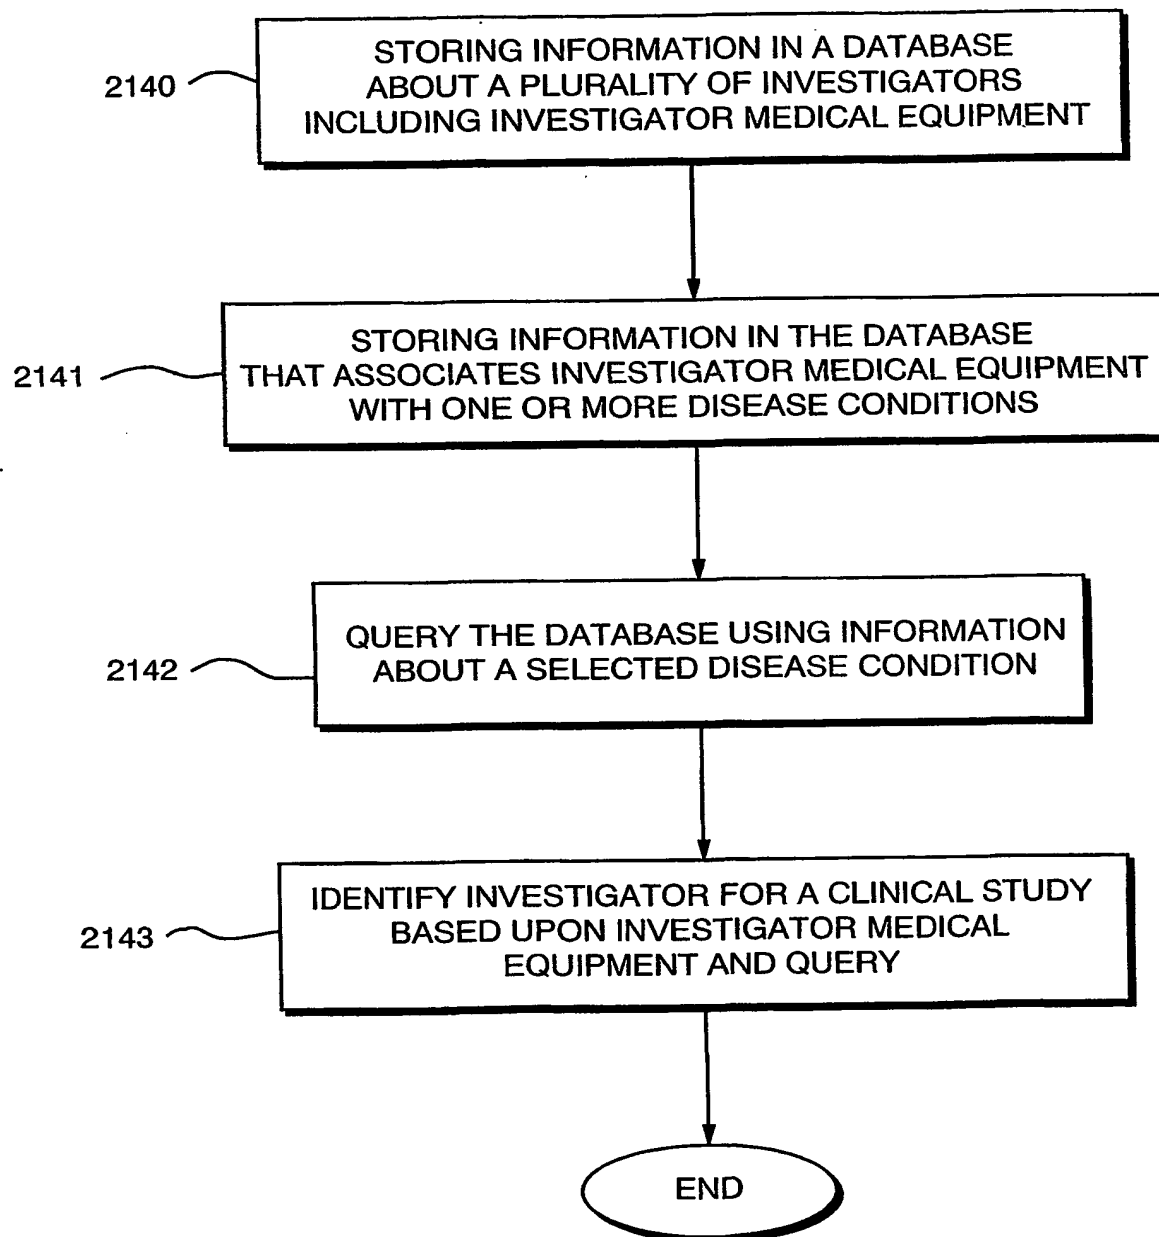 2140
STORING INFORMATION IN A DATABASE
ABOUT A PLURALITY OF INVESTIGATORS
INCLUDING INVESTIGATOR MEDICAL EQUIPMENT
2141
STORING INFORMATION IN THE DATABASE
THAT ASSOCIATES INVESTIGATOR MEDICAL EQUIPMENT
WITH ONE OR MORE DISEASE CONDITIONS
2142
QUERY THE DATABASE USING INFORMATION
ABOUT A SELECTED DISEASE CONDITION
2143
IDENTIFY INVESTIGATOR FOR A CLINICAL STUDY
BASED UPON INVESTIGATOR MEDICAL
EQUIPMENT AND QUERY
END